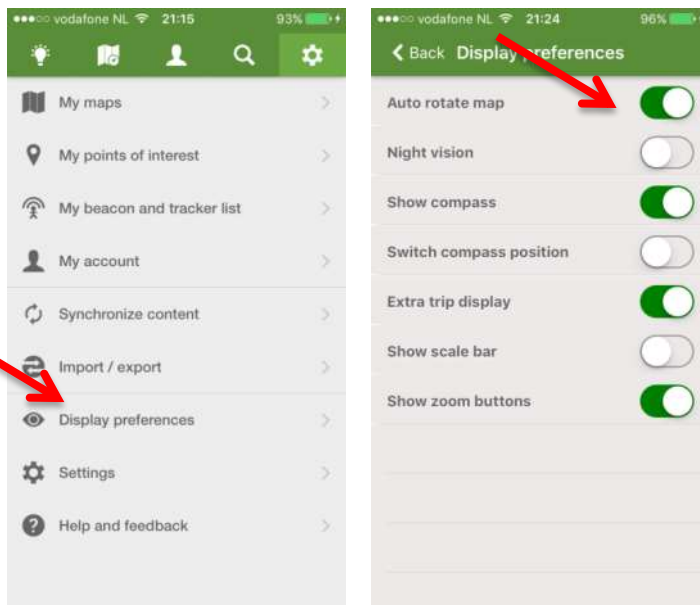 vodafone NL 21:15 93%
My maps
My points of interest
My beacon and tracker list
My account
Synchronize content
Import / export
Display preferences
Settings
Help and feedback
vodafone NL 21:24 96%
Back Display preferences
Auto rotate map
Night vision
Show compass
Switch compass position
Extra trip display
Show scale bar
Show zoom buttons